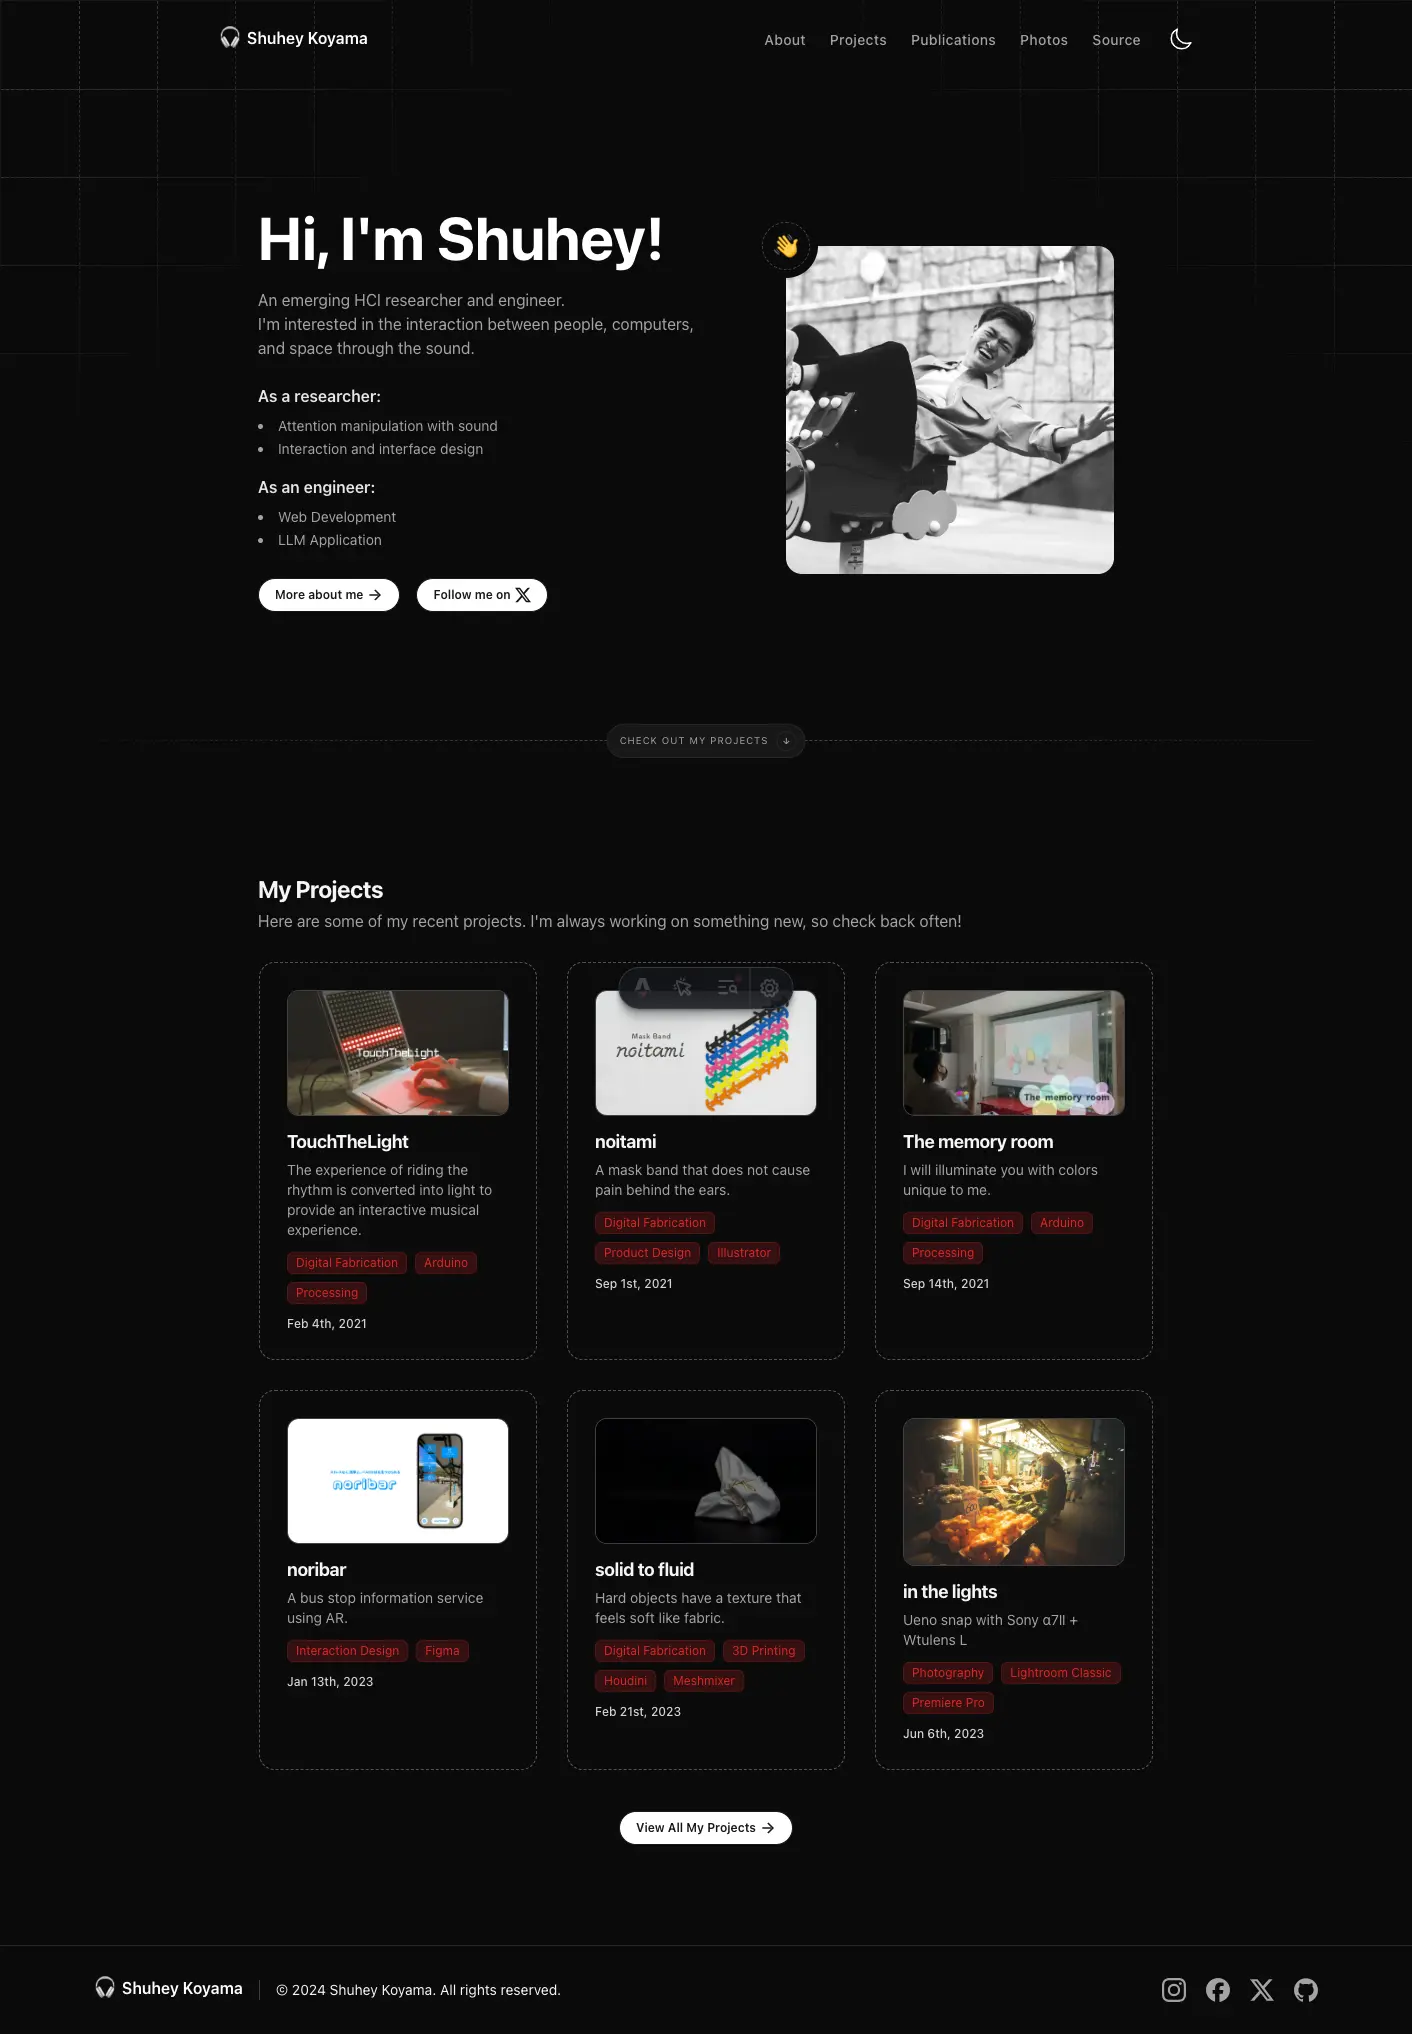 Shuhey Koyama
About Projects Publications Photos Source
Hi, I'm Shuhey!
An emerging HCI researcher and engineer.
I'm interested in the interaction between people, computers,
and space through the sound.
As a researcher:
Attention manipulation with sound
Interaction and interface design
As an engineer:
Web Development
LLM Application
More about me →
Follow me on X
CHECK OUT MY PROJECTS ↓
My Projects
Here are some of my recent projects. I'm always working on something new, so check back often!
TouchTheLight
TouchTheLight
The experience of riding the
rhythm is converted into light to
provide an interactive musical
experience.
Digital Fabrication Arduino
Processing
Feb 4th, 2021
Mask Band
noitami
noitami
A mask band that does not cause
pain behind the ears.
Digital Fabrication
Product Design Illustrator
Sep 1st, 2021
The memory room
The memory room
I will illuminate you with colors
unique to me.
Digital Fabrication Arduino
Processing
Sep 14th, 2021
noribar
noribar
A bus stop information service
using AR.
Interaction Design Figma
Jan 13th, 2023
solid to fluid
Hard objects have a texture that
feels soft like fabric.
Digital Fabrication 3D Printing
Houdini Meshmixer
Feb 21st, 2023
in the lights
Ueno snap with Sony α7II +
Wtulens L
Photography Lightroom Classic
Premiere Pro
Jun 6th, 2023
View All My Projects →
Shuhey Koyama
© 2024 Shuhey Koyama. All rights reserved.